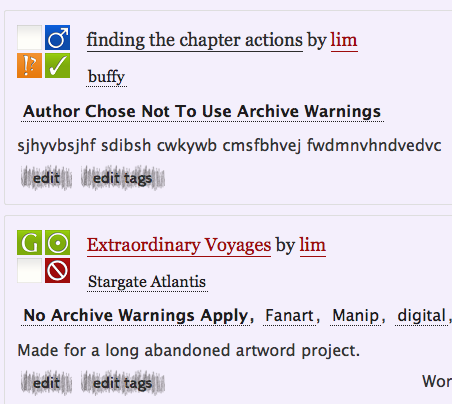 finding the chapter actions by lim
!?
buffy
Author Chose Not To Use Archive Warnings
sjhyvbsjhf sdibsh cwkywb cmsfbhvej fwdmnvhndvedvc
edit edit tags
G Extraordinary Voyages by lim
Stargate Atlantis
No Archive Warnings Apply, Fanart, Manip, digital,
Made for a long abandoned artword project.
edit edit tags Wor